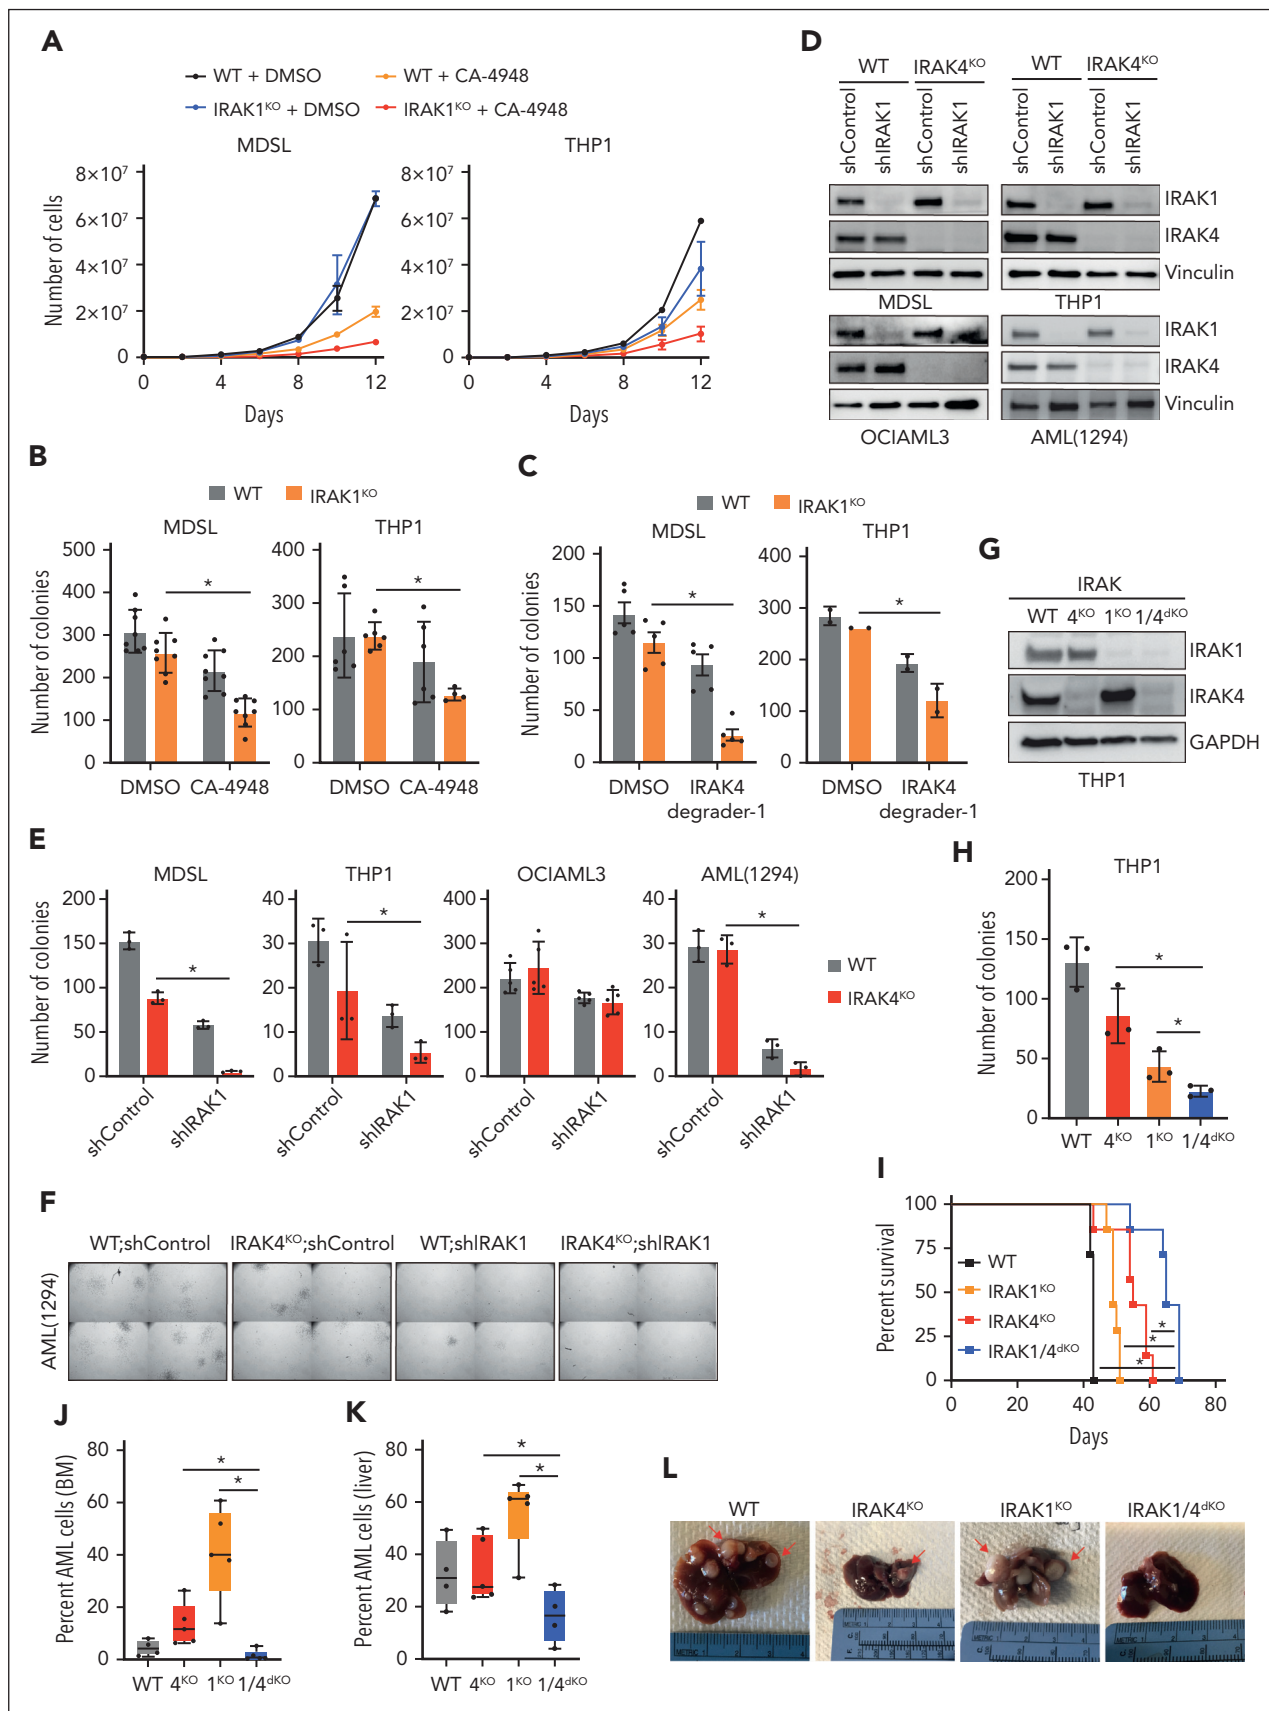 A
WT + DMSO
WT + CA-4948
IRAK1KO + DMSO
IRAK1KO + CA-4948
MDSL
THP1
Number of cells
8×10⁷
6×10⁷
4×10⁷
2×10⁷
0
8×10⁷
6×10⁷
4×10⁷
2×10⁷
0
0 4 8 12
0 4 8 12
Days
Days
D
WT IRAK4KO WT IRAK4KO
shControl shIRAK1 shControl shIRAK1 shControl shIRAK1 shControl shIRAK1
IRAK1
IRAK4
Vinculin
MDSL THP1
IRAK1
IRAK4
Vinculin
OCIAML3 AML(1294)
B
WT IRAK1KO
MDSL THP1
Number of colonies
500
400
300
200
100
0
400
300
200
100
0
*
*
DMSO CA-4948 DMSO CA-4948
C
WT IRAK1KO
MDSL THP1
Number of colonies
200
150
100
50
0
400
300
200
100
0
*
*
DMSO IRAK4 degrader-1
DMSO IRAK4 degrader-1
G
IRAK
WT 4KO 1KO 1/4dKO
IRAK1
IRAK4
GAPDH
THP1
E
MDSL THP1 OCIAML3 AML(1294)
Number of colonies
200
150
100
50
0
40
30
20
10
0
400
300
200
100
0
40
30
20
10
0
*
*
*
WT
IRAK4KO
shControl shIRAK1 shControl shIRAK1 shControl shIRAK1 shControl shIRAK1
H
THP1
Number of colonies
200
150
100
50
0
*
*
WT 4KO 1KO 1/4dKO
F
WT;shControl IRAK4KO;shControl WT;shIRAK1 IRAK4KO;shIRAK1
AML(1294)
I
Percent survival
100
75
50
25
0
WT
IRAK1KO
IRAK4KO
IRAK1/4dKO
*
*
*
0 20 40 60 80
Days
J
Percent AML cells (BM)
80
60
40
20
0
*
*
WT 4KO 1KO 1/4dKO
K
Percent AML cells (liver)
80
60
40
20
0
*
*
WT 4KO 1KO 1/4dKO
L
WT IRAK4KO IRAK1KO IRAK1/4dKO